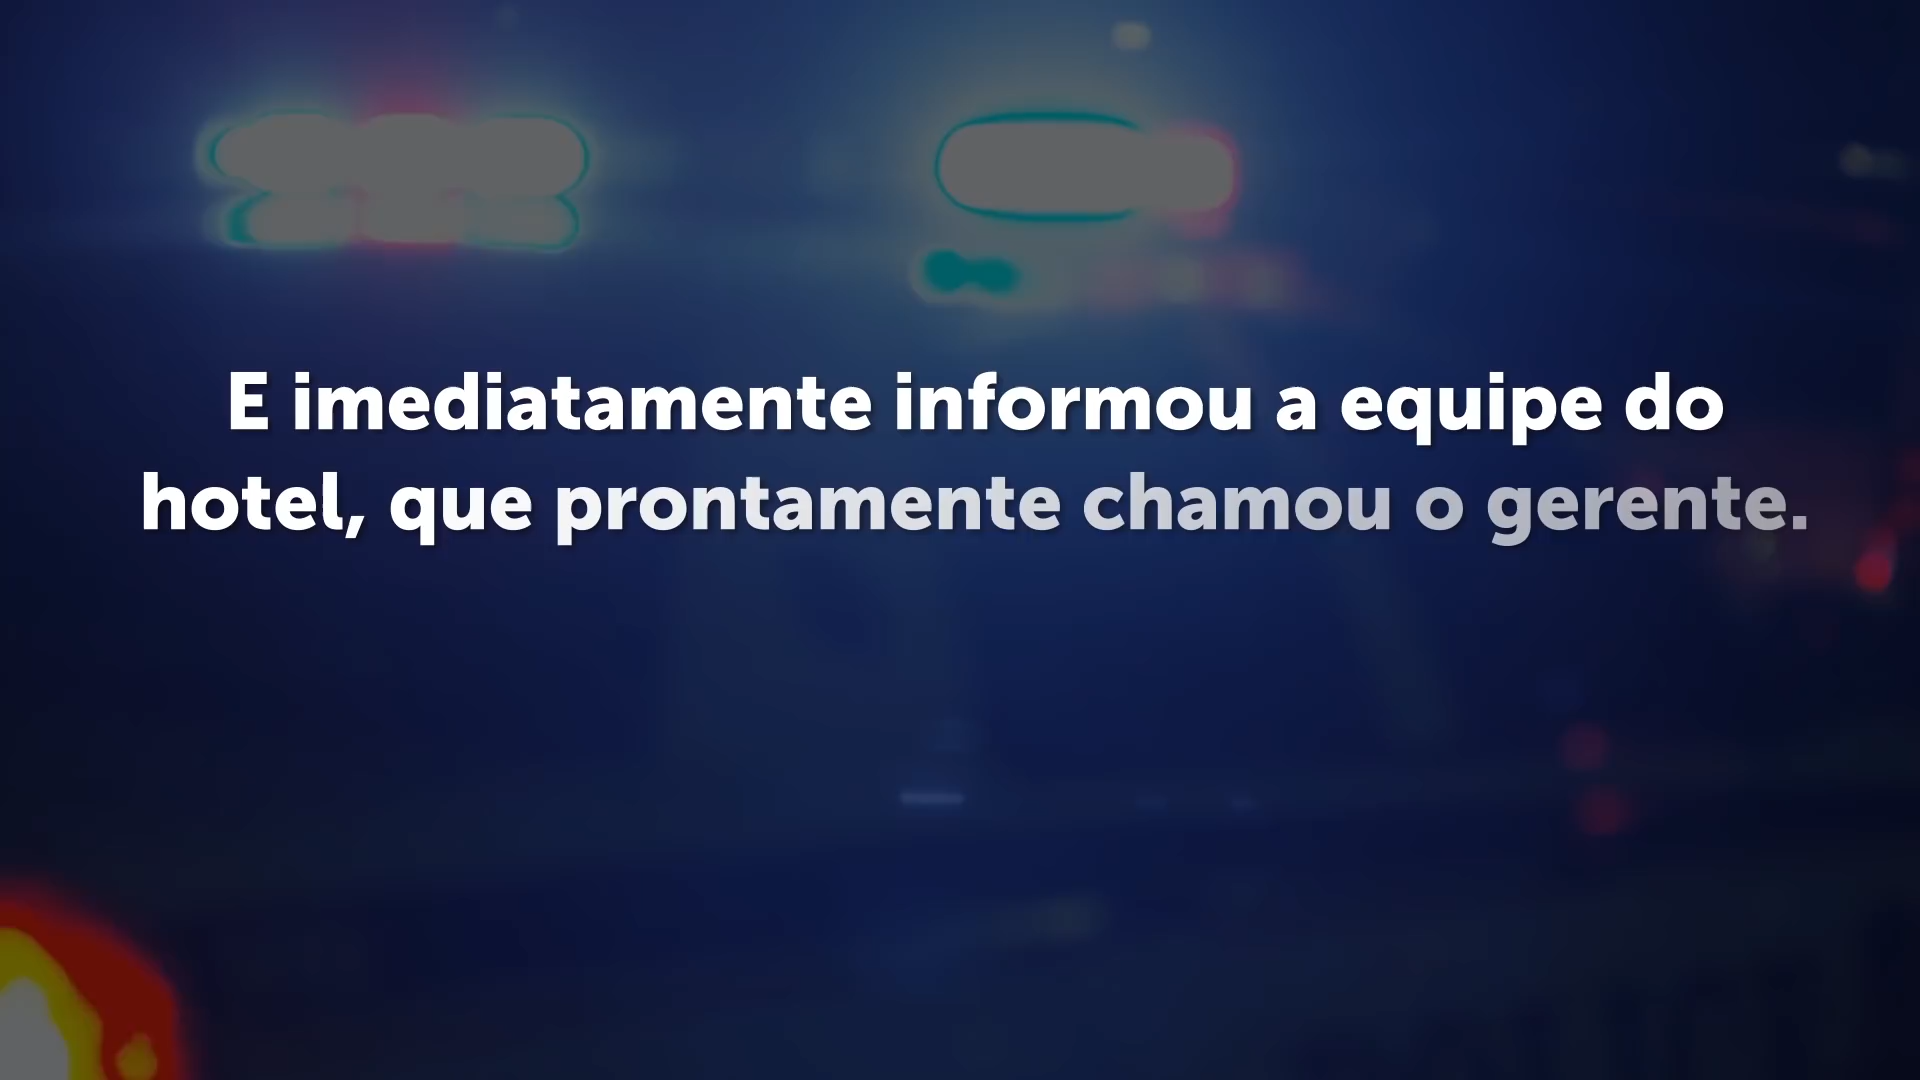 E imediatamente informou a equipe do
hotel, que prontamente chamou o gerente.